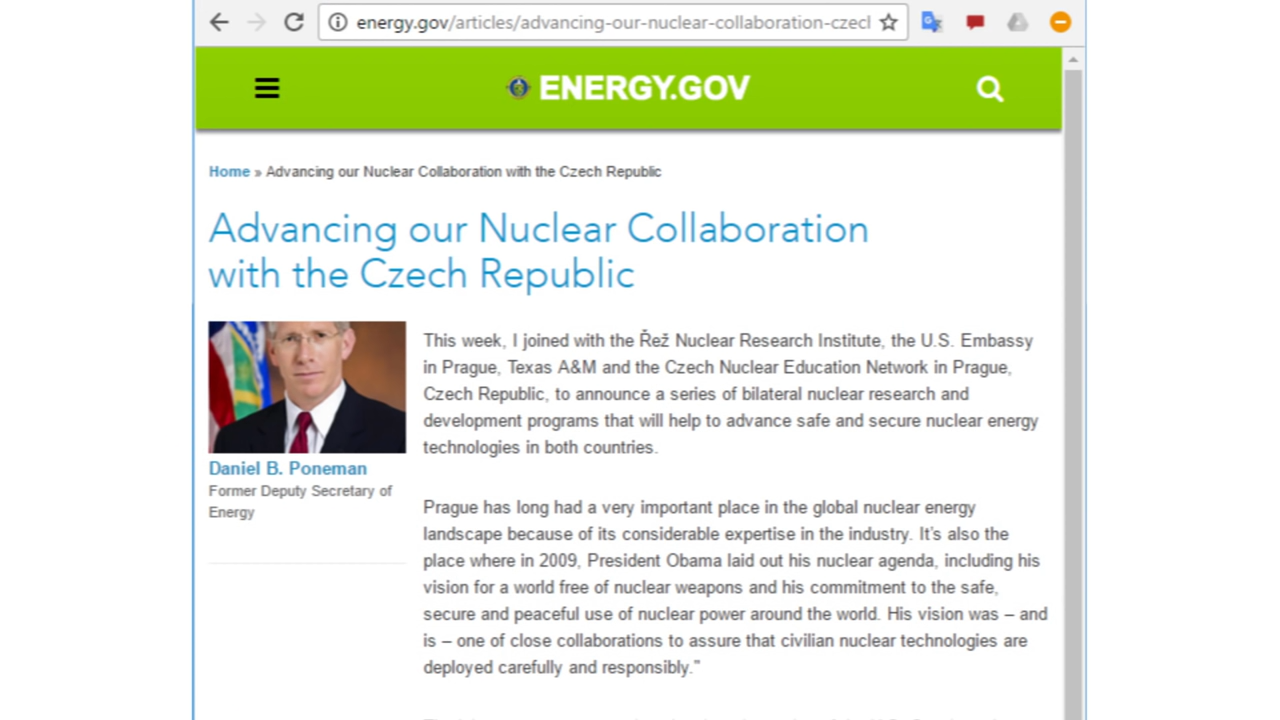 energy.gov/articles/advancing-our-nuclear-collaboration-czecl
ENERGY.GOV
Home » Advancing our Nuclear Collaboration with the Czech Republic
Advancing our Nuclear Collaboration
with the Czech Republic
Daniel B. Poneman
Former Deputy Secretary of
Energy
This week, I joined with the Řež Nuclear Research Institute, the U.S. Embassy
in Prague, Texas A&M and the Czech Nuclear Education Network in Prague,
Czech Republic, to announce a series of bilateral nuclear research and
development programs that will help to advance safe and secure nuclear energy
technologies in both countries.
Prague has long had a very important place in the global nuclear energy
landscape because of its considerable expertise in the industry. It’s also the
place where in 2009, President Obama laid out his nuclear agenda, including his
vision for a world free of nuclear weapons and his commitment to the safe,
secure and peaceful use of nuclear power around the world. His vision was – and
is – one of close collaborations to assure that civilian nuclear technologies are
deployed carefully and responsibly.”